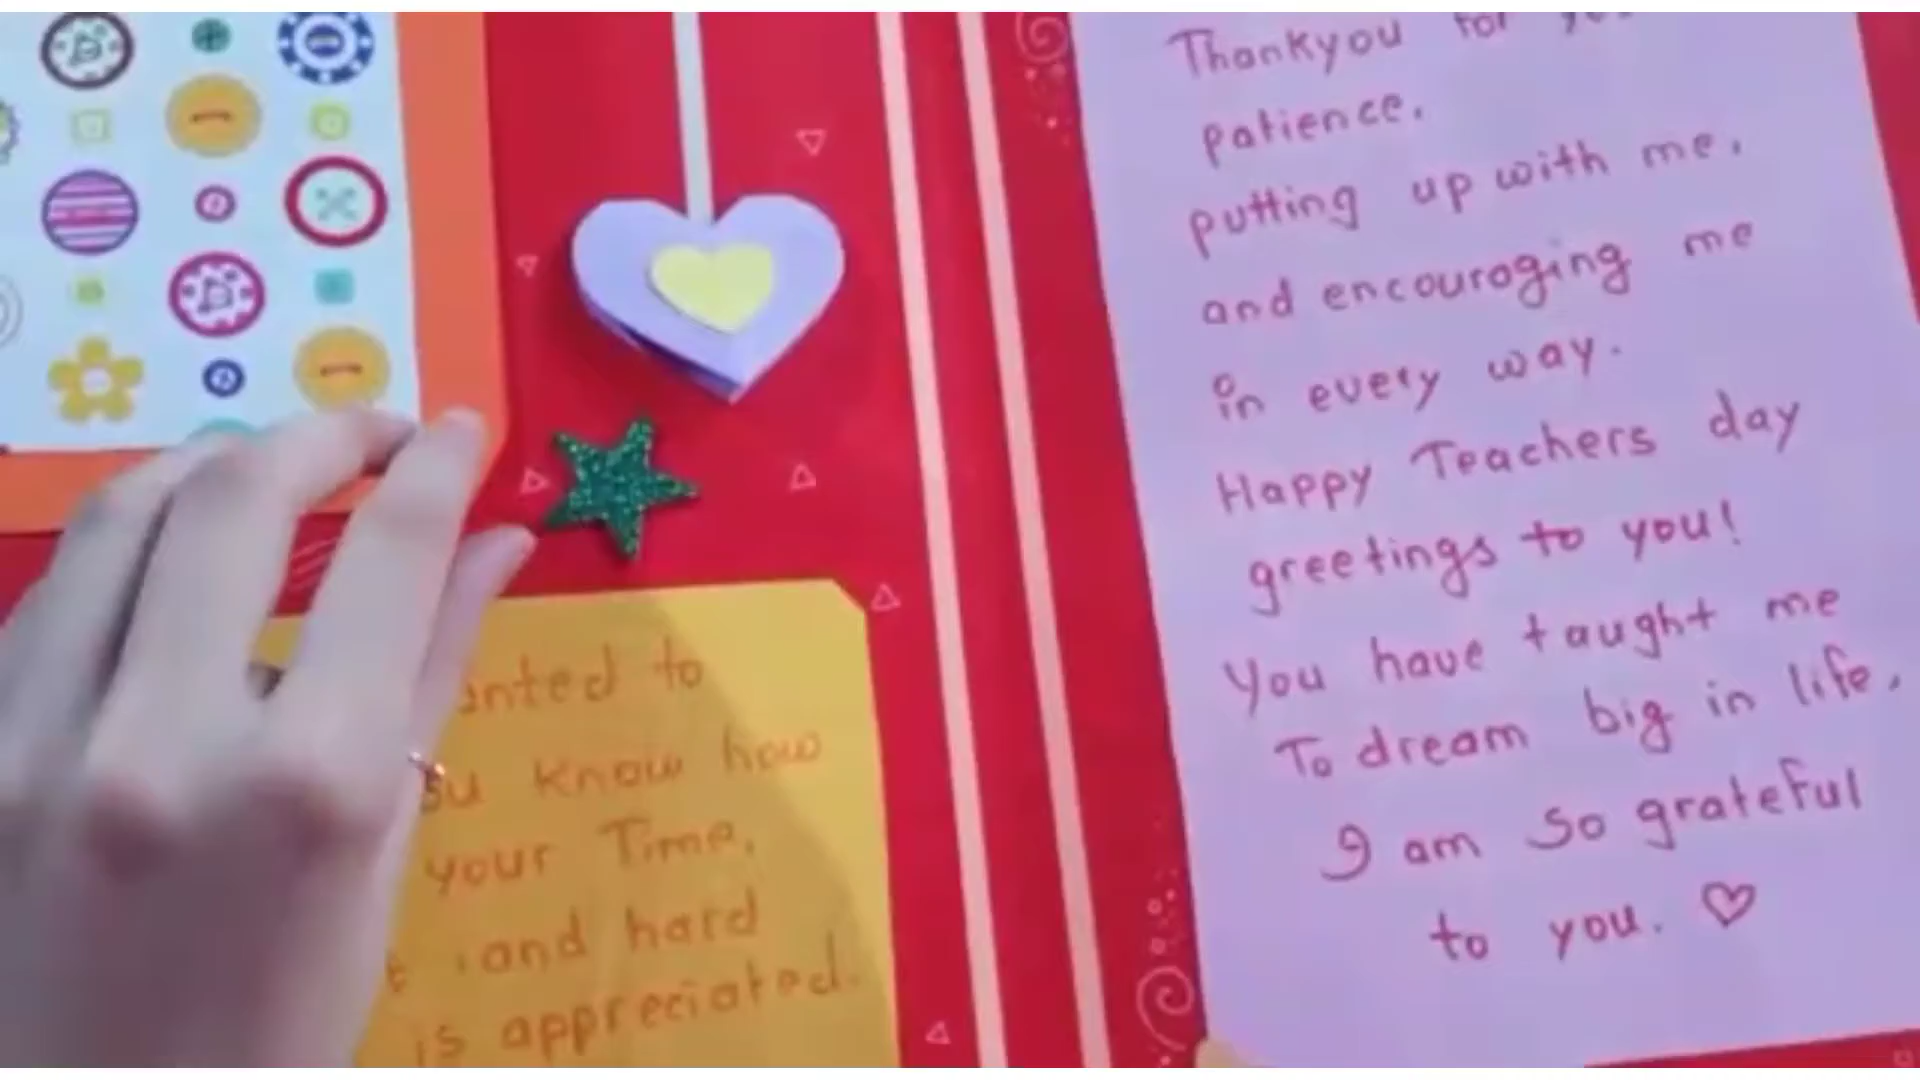 Thankyou for
patience.
putting up with me,
and encouraging me
in every way.
Happy Teachers day
greetings to you!
You have taught me
To dream big in life,
I am so grateful
to you. ♡
to
know how
your Time,
and hard
is appreciated.